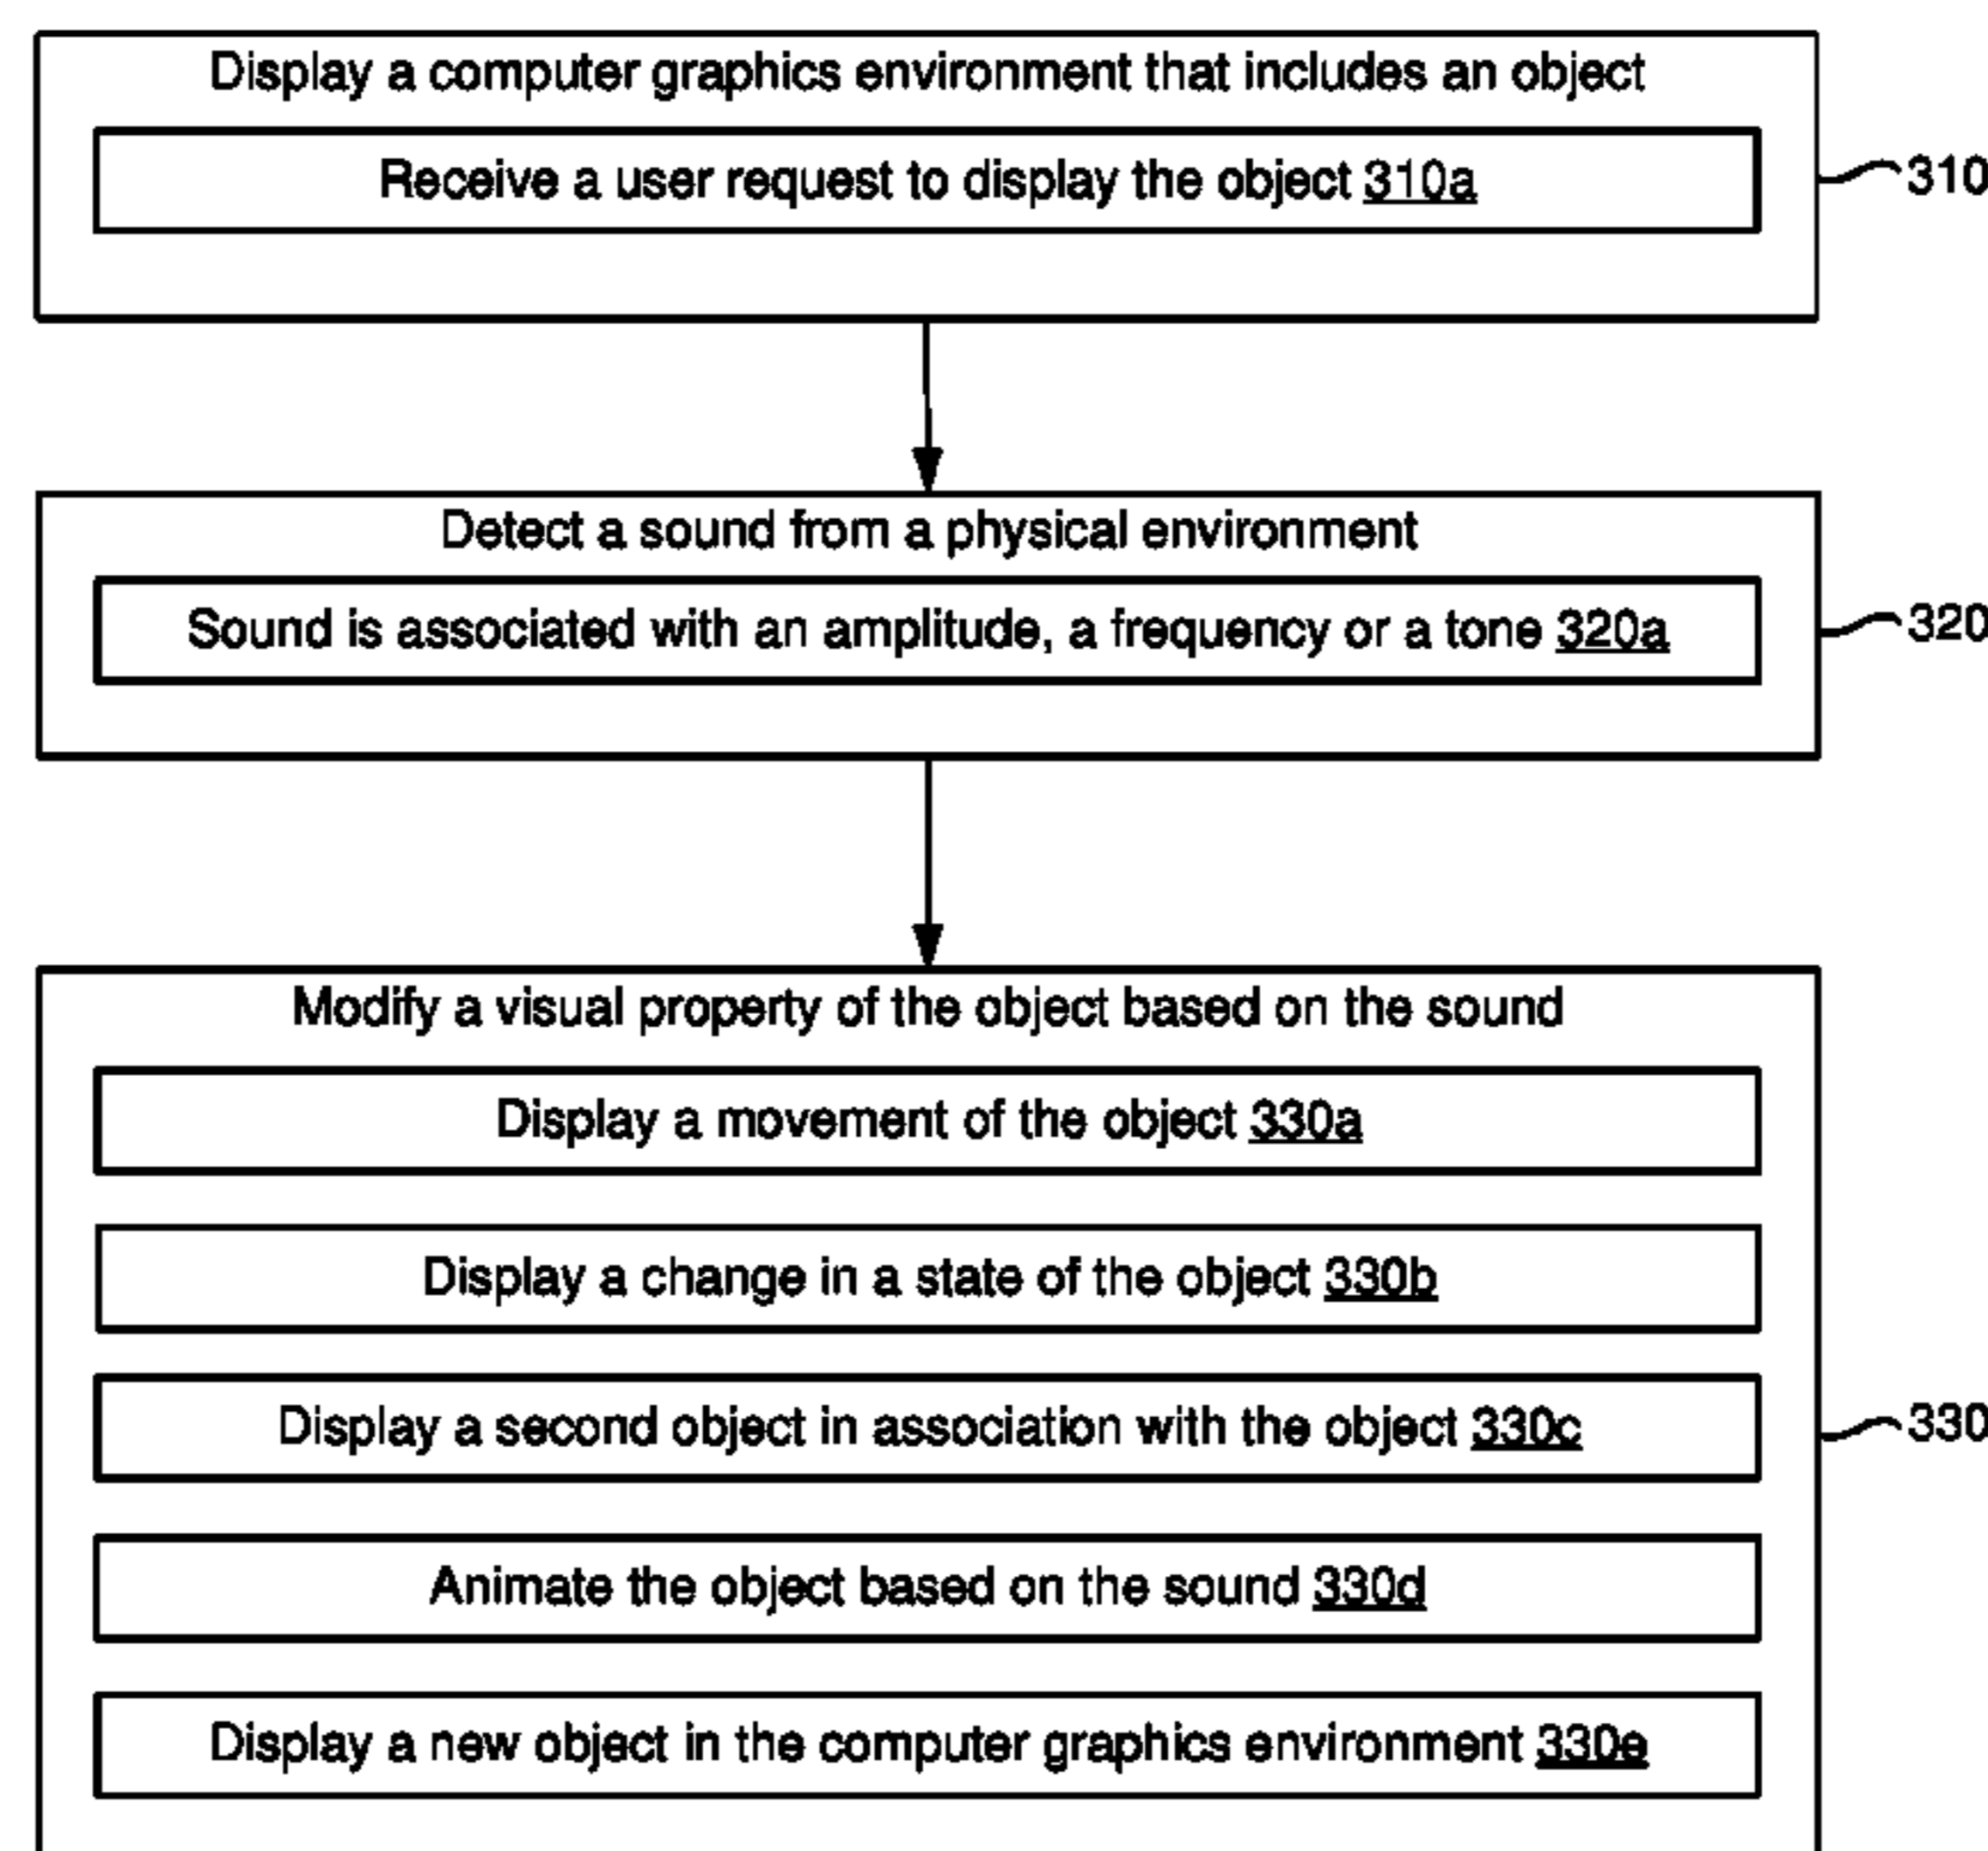 Display a computer graphics environment that includes an object
Receive a user request to display the object 310a
310
Detect a sound from a physical environment
Sound is associated with an amplitude, a frequency or a tone 320a
320
Modify a visual property of the object based on the sound
Display a movement of the object 330a
Display a change in a state of the object 330b
Display a second object in association with the object 330c
330
Animate the object based on the sound 330d
Display a new object in the computer graphics environment 330e